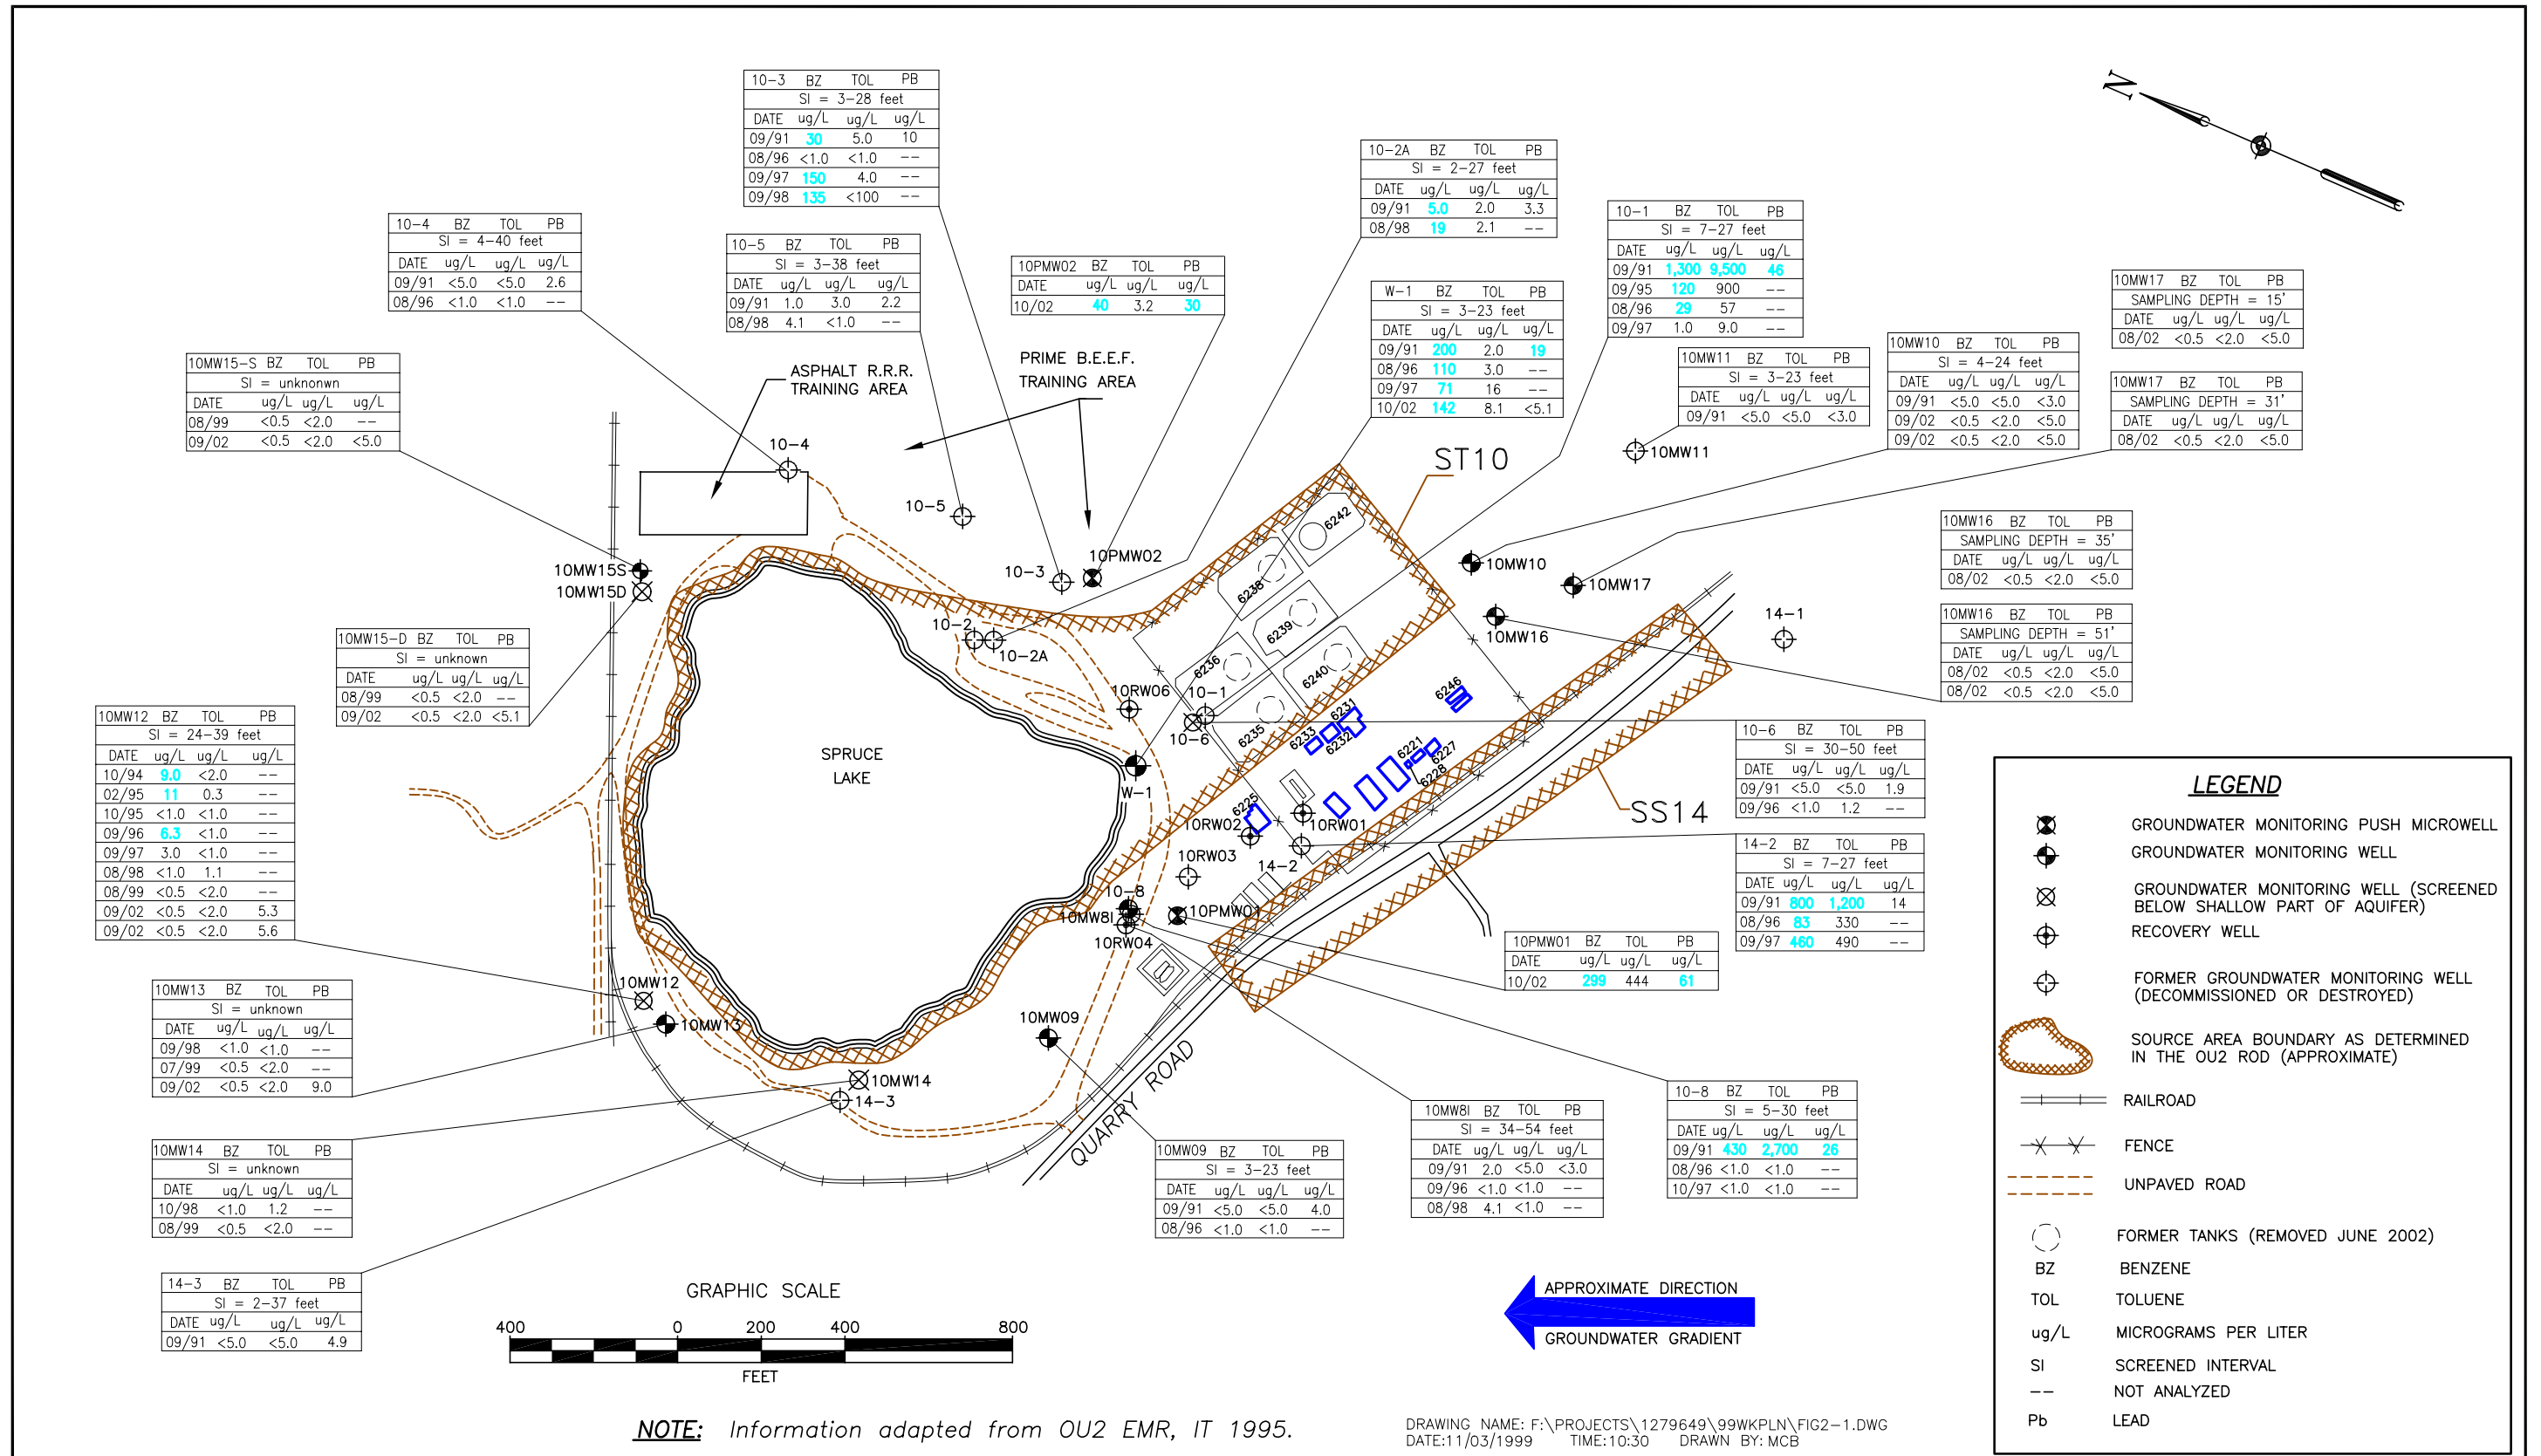 N
10-3 BZ TOL PB
SI = 3-28 feet
DATE ug/L ug/L ug/L
09/91 30 5.0 10
08/96 <1.0 <1.0 --
09/97 150 4.0 --
09/98 135 <100 --
10-2A BZ TOL PB
SI = 2-27 feet
DATE ug/L ug/L ug/L
09/91 5.0 2.0 3.3
08/98 19 2.1 --
10-4 BZ TOL PB
SI = 4-40 feet
DATE ug/L ug/L ug/L
09/91 <5.0 <5.0 2.6
08/96 <1.0 <1.0 --
10-5 BZ TOL PB
SI = 3-38 feet
DATE ug/L ug/L ug/L
09/91 1.0 3.0 2.2
08/98 4.1 <1.0 --
10PMW02 BZ TOL PB
DATE ug/L ug/L ug/L
10/02 40 3.2 30
10-1 BZ TOL PB
SI = 7-27 feet
DATE ug/L ug/L ug/L
09/91 1,300 9,500 46
09/95 120 900 --
08/96 29 57 --
09/97 1.0 9.0 --
W-1 BZ TOL PB
SI = 3-23 feet
DATE ug/L ug/L ug/L
09/91 200 2.0 19
08/96 110 3.0 --
09/97 71 16 --
10/02 142 8.1 <5.1
10MW17 BZ TOL PB
SAMPLING DEPTH = 15'
DATE ug/L ug/L ug/L
08/02 <0.5 <2.0 <5.0
10MW11 BZ TOL PB
SI = 3-23 feet
DATE ug/L ug/L ug/L
09/91 <5.0 <5.0 <3.0
10MW10 BZ TOL PB
SI = 4-24 feet
DATE ug/L ug/L ug/L
09/91 <5.0 <5.0 <3.0
09/02 <0.5 <2.0 <5.0
09/02 <0.5 <2.0 <5.0
10MW17 BZ TOL PB
SAMPLING DEPTH = 31'
DATE ug/L ug/L ug/L
08/02 <0.5 <2.0 <5.0
10MW15-S BZ TOL PB
SI = unknonwn
DATE ug/L ug/L ug/L
08/99 <0.5 <2.0 --
09/02 <0.5 <2.0 <5.0
ASPHALT R.R.R.
TRAINING AREA
PRIME B.E.E.F.
TRAINING AREA
10-4
10-5
10-3
10PMW02
ST10
10MW11
10MW10
10MW17
10MW16
14-1
10MW15S
10MW15D
10-2
10-2A
6242
6238
6239
6236
6240
6235
10MW16 BZ TOL PB
SAMPLING DEPTH = 35'
DATE ug/L ug/L ug/L
08/02 <0.5 <2.0 <5.0
10MW16 BZ TOL PB
SAMPLING DEPTH = 51'
DATE ug/L ug/L ug/L
08/02 <0.5 <2.0 <5.0
08/02 <0.5 <2.0 <5.0
10MW15-D BZ TOL PB
SI = unknown
DATE ug/L ug/L ug/L
08/99 <0.5 <2.0 --
09/02 <0.5 <2.0 <5.1
10RW06
10-1
10-6
6246
6231
6233
6232
6221
6227
6228
6225
SPRUCE
LAKE
W-1
10RW02
10RW01
10RW03
14-2
SS14
10-8
10MW8I
10PMW01
10RW04
10MW12 BZ TOL PB
SI = 24-39 feet
DATE ug/L ug/L ug/L
10/94 9.0 <2.0 --
02/95 11 0.3 --
10/95 <1.0 <1.0 --
09/96 6.3 <1.0 --
09/97 3.0 <1.0 --
08/98 <1.0 1.1 --
08/99 <0.5 <2.0 --
09/02 <0.5 <2.0 5.3
09/02 <0.5 <2.0 5.6
10-6 BZ TOL PB
SI = 30-50 feet
DATE ug/L ug/L ug/L
09/91 <5.0 <5.0 1.9
09/96 <1.0 1.2 --
14-2 BZ TOL PB
SI = 7-27 feet
DATE ug/L ug/L ug/L
09/91 800 1,200 14
08/96 83 330 --
09/97 460 490 --
10PMW01 BZ TOL PB
DATE ug/L ug/L ug/L
10/02 299 444 61
10MW12
10MW13
10MW09
10MW14
14-3
QUARRY ROAD
10MW13 BZ TOL PB
SI = unknown
DATE ug/L ug/L ug/L
09/98 <1.0 <1.0 --
07/99 <0.5 <2.0 --
09/02 <0.5 <2.0 9.0
10MW14 BZ TOL PB
SI = unknown
DATE ug/L ug/L ug/L
10/98 <1.0 1.2 --
08/99 <0.5 <2.0 --
14-3 BZ TOL PB
SI = 2-37 feet
DATE ug/L ug/L ug/L
09/91 <5.0 <5.0 4.9
10MW09 BZ TOL PB
SI = 3-23 feet
DATE ug/L ug/L ug/L
09/91 <5.0 <5.0 4.0
08/96 <1.0 <1.0 --
10MW8I BZ TOL PB
SI = 34-54 feet
DATE ug/L ug/L ug/L
09/91 2.0 <5.0 <3.0
09/96 <1.0 <1.0 --
08/98 4.1 <1.0 --
10-8 BZ TOL PB
SI = 5-30 feet
DATE ug/L ug/L ug/L
09/91 430 2,700 26
08/96 <1.0 <1.0 --
10/97 <1.0 <1.0 --
LEGEND
GROUNDWATER MONITORING PUSH MICROWELL
GROUNDWATER MONITORING WELL
GROUNDWATER MONITORING WELL (SCREENED
BELOW SHALLOW PART OF AQUIFER)
RECOVERY WELL
FORMER GROUNDWATER MONITORING WELL
(DECOMMISSIONED OR DESTROYED)
SOURCE AREA BOUNDARY AS DETERMINED
IN THE OU2 ROD (APPROXIMATE)
RAILROAD
FENCE
UNPAVED ROAD
FORMER TANKS (REMOVED JUNE 2002)
BZ BENZENE
TOL TOLUENE
ug/L MICROGRAMS PER LITER
SI SCREENED INTERVAL
-- NOT ANALYZED
Pb LEAD
GRAPHIC SCALE
400 0 200 400 800
FEET
APPROXIMATE DIRECTION
GROUNDWATER GRADIENT
NOTE: Information adapted from OU2 EMR, IT 1995.
DRAWING NAME: F:\PROJECTS\1279649\99WKPLN\FIG2-1.DWG
DATE:11/03/1999 TIME:10:30 DRAWN BY: MCB